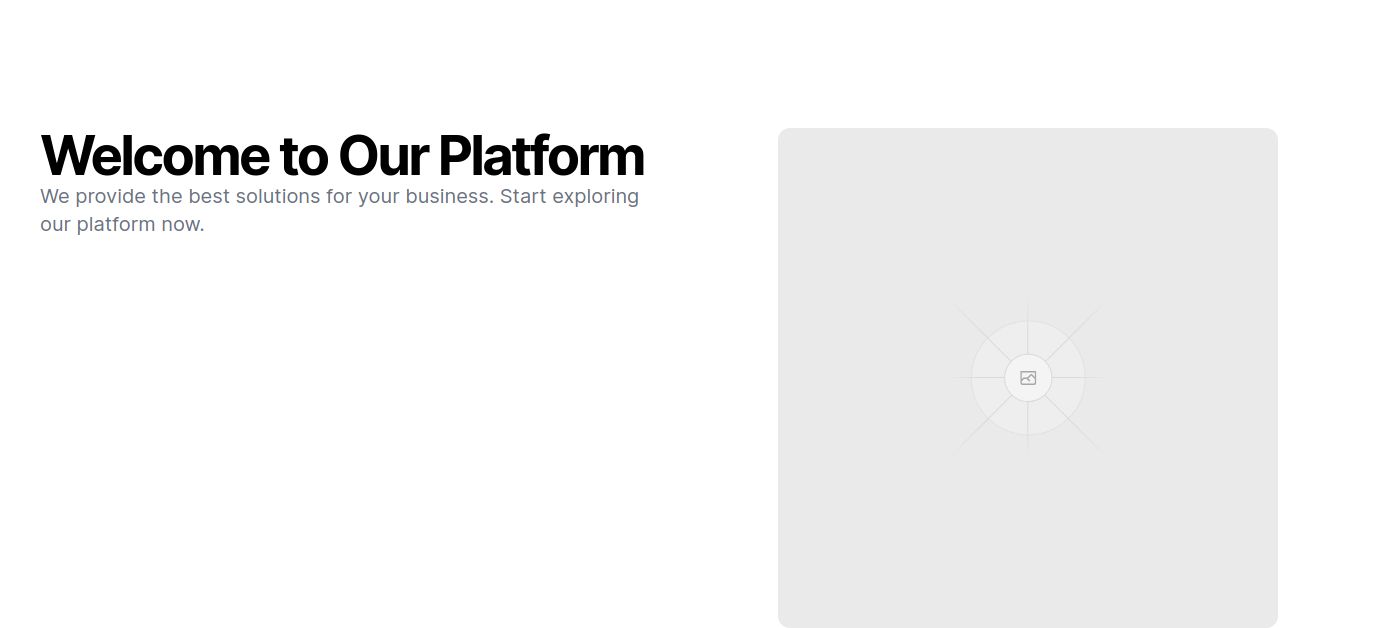 Welcome to Our Platform
We provide the best solutions for your business. Start exploring
our platform now.